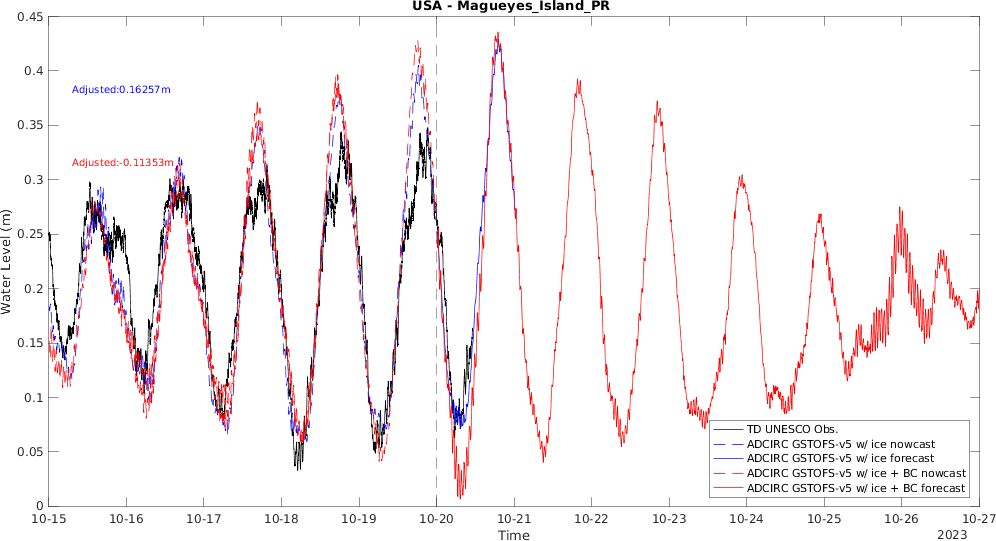 USA - Magueyes_Island_PR
0.45
0.4
0.35
0.3
0.25
0.2
0.15
0.1
0.05
0
Water Level (m)
Adjusted:0.16257m
Adjusted:-0.11353m
TD UNESCO Obs.
ADCIRC GSTOFS-v5 w/ ice nowcast
ADCIRC GSTOFS-v5 w/ ice forecast
ADCIRC GSTOFS-v5 w/ ice + BC nowcast
ADCIRC GSTOFS-v5 w/ ice + BC forecast
10-15 10-16 10-17 10-18 10-19 10-20 10-21 10-22 10-23 10-24 10-25 10-26 10-27
Time
2023